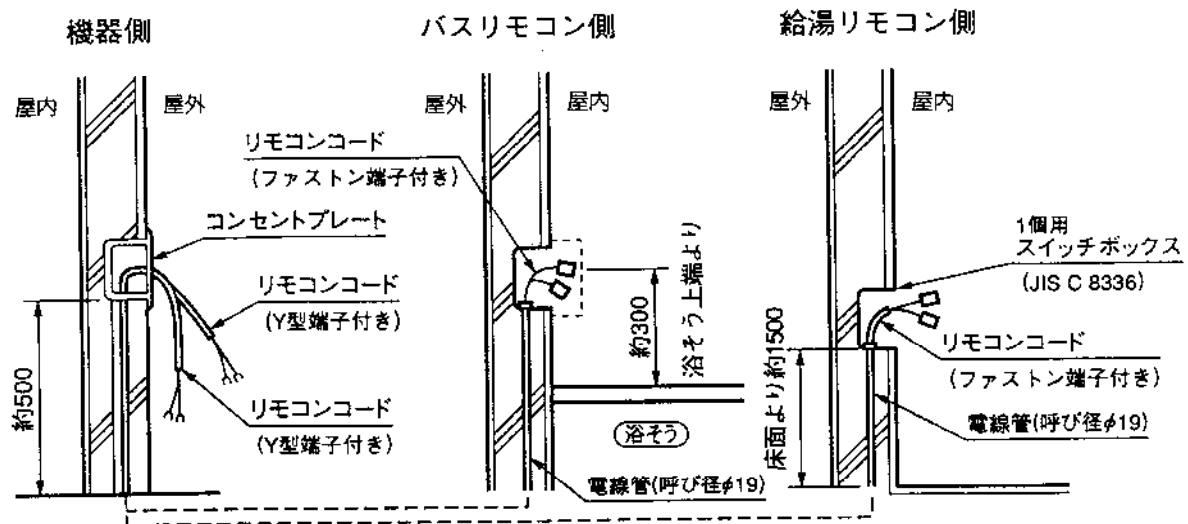 機器側
屋内
屋外
コンセントプレート
リモコンコード
(Y型端子付き)
リモコンコード
(Y型端子付き)
約500
バスリモコン側
屋外
屋内
リモコンコード
(ファストン端子付き)
約300
浴そう上端より
浴そう
電線管(呼び径φ19)
給湯リモコン側
屋外
屋内
1個用
スイッチボックス
(JIS C 8336)
リモコンコード
(ファストン端子付き)
電線管(呼び径φ19)
床面より約1500